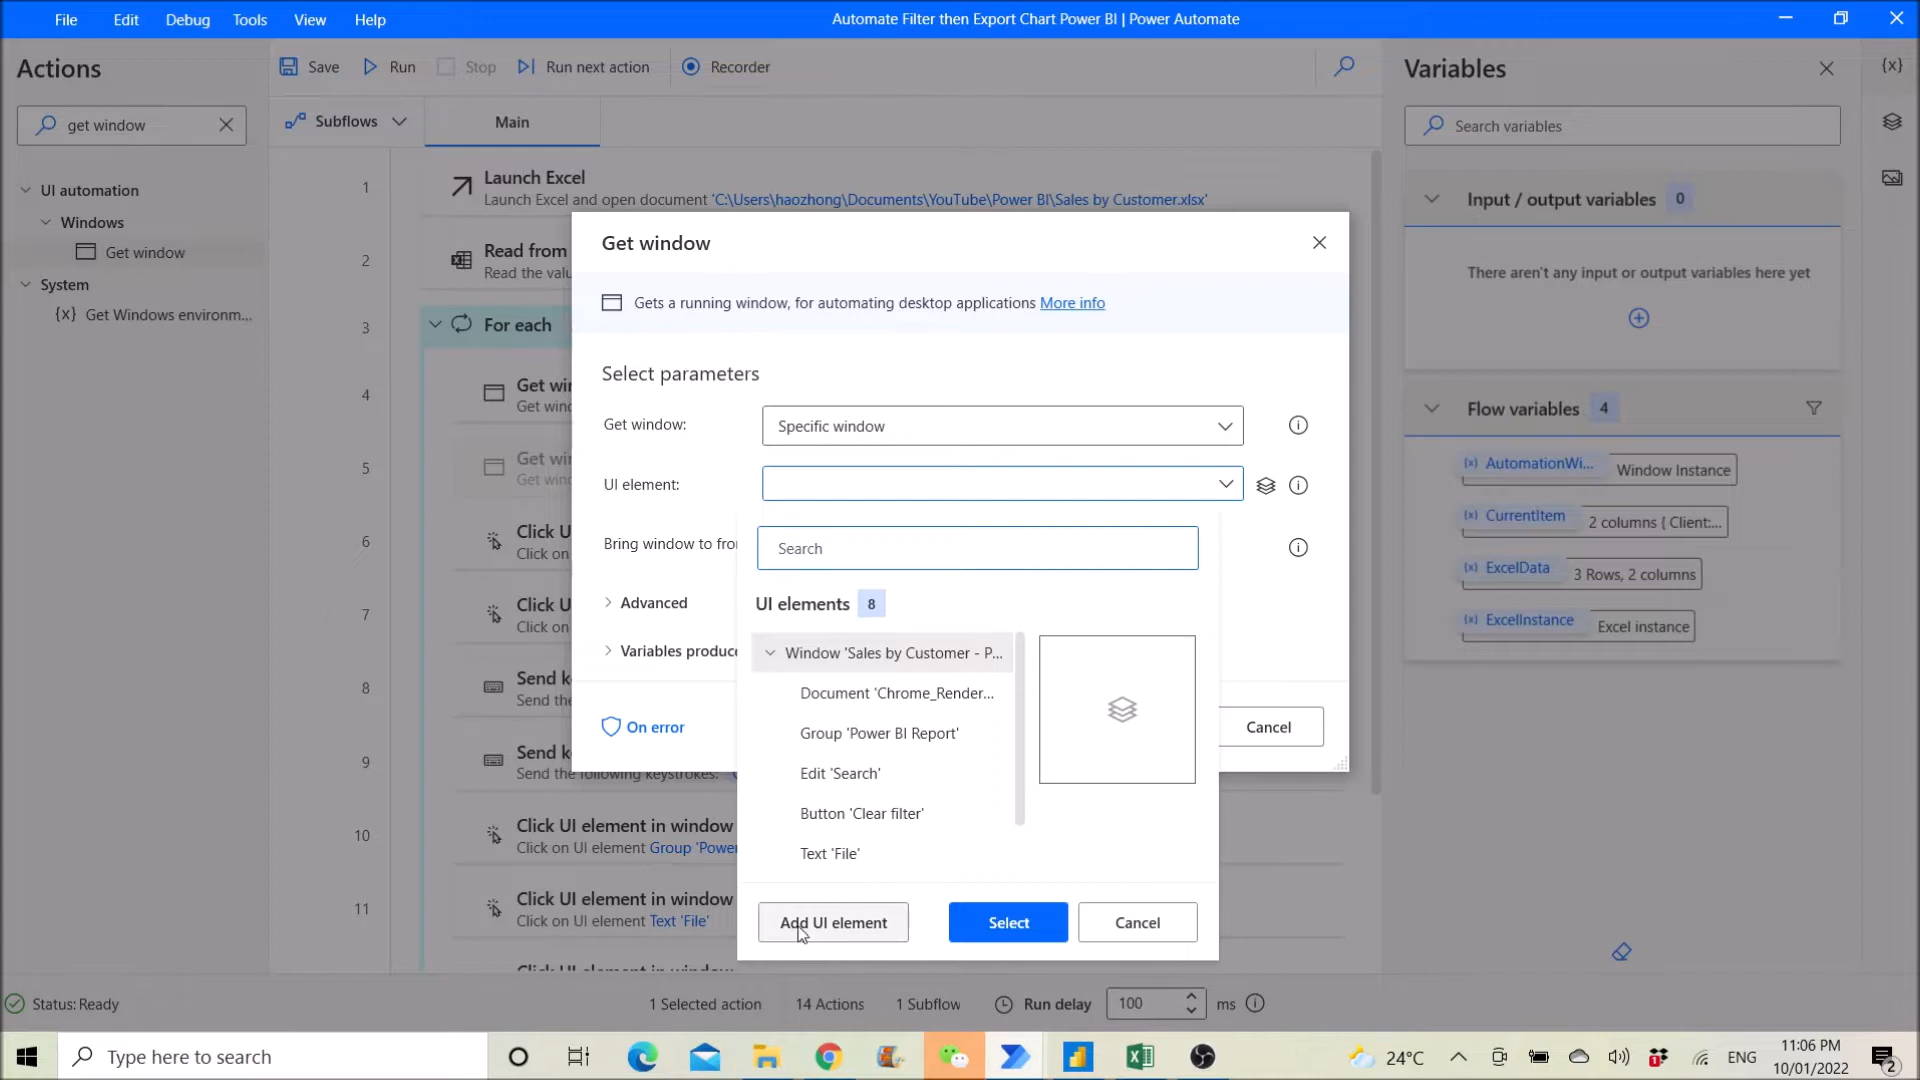 File Edit Debug Tools View Help
Automate Filter then Export Chart Power BI | Power Automate
Actions
get window
UI automation
Windows
Get window
System
{x} Get Windows environm...
Save Run Stop Run next action Recorder
Subflows Main
1 Launch Excel
Launch Excel and open document 'C:\Users\haozhong\Documents\YouTube\Power BI\Sales by Customer.xlsx'
2 Read from
Read the valu
3 For each
4 Get win
Get wind
5 Get win
Get wind
6 Click U
Click on
7 Click U
Click on
8 Send k
Send the
9 Send k
Send the following keystrokes:
10 Click UI element in window
Click on UI element Group 'Power
11 Click UI element in window
Click on UI element Text 'File'
Click UI element in window
Get window
Gets a running window, for automating desktop applications More info
Select parameters
Get window: Specific window
UI element:
Bring window to fron
Advanced
Variables produce
On error
Cancel
Search
UI elements 8
Window 'Sales by Customer - P...
Document 'Chrome_Render...
Group 'Power BI Report'
Edit 'Search'
Button 'Clear filter'
Text 'File'
Add UI element Select Cancel
Variables
{x}
Search variables
Input / output variables 0
There aren't any input or output variables here yet
Flow variables 4
(x) AutomationWi... Window Instance
(x) CurrentItem 2 columns { Client:...
(x) ExcelData 3 Rows, 2 columns
(x) ExcelInstance Excel instance
Status: Ready 1 Selected action 14 Actions 1 Subflow Run delay 100 ms
Type here to search
24°C ENG
11:06 PM
10/01/2022
2